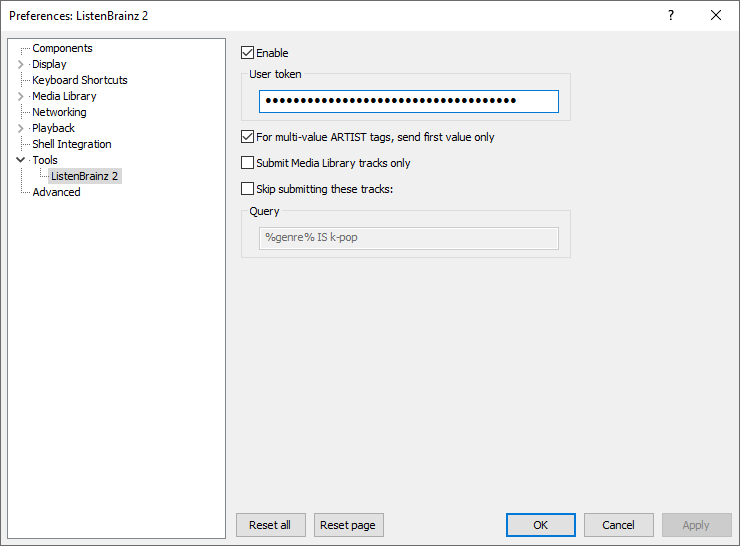 Preferences: ListenBrainz 2
?
Components
Display
Keyboard Shortcuts
Media Library
Networking
Playback
Shell Integration
Tools
ListenBrainz 2
Advanced
Enable
User token
●●●●●●●●●●●●●●●●●●●●●●●●●●●●●●●●●●●●
For multi-value ARTIST tags, send first value only
Submit Media Library tracks only
Skip submitting these tracks:
Query
%genre% IS k-pop
Reset all
Reset page
OK
Cancel
Apply